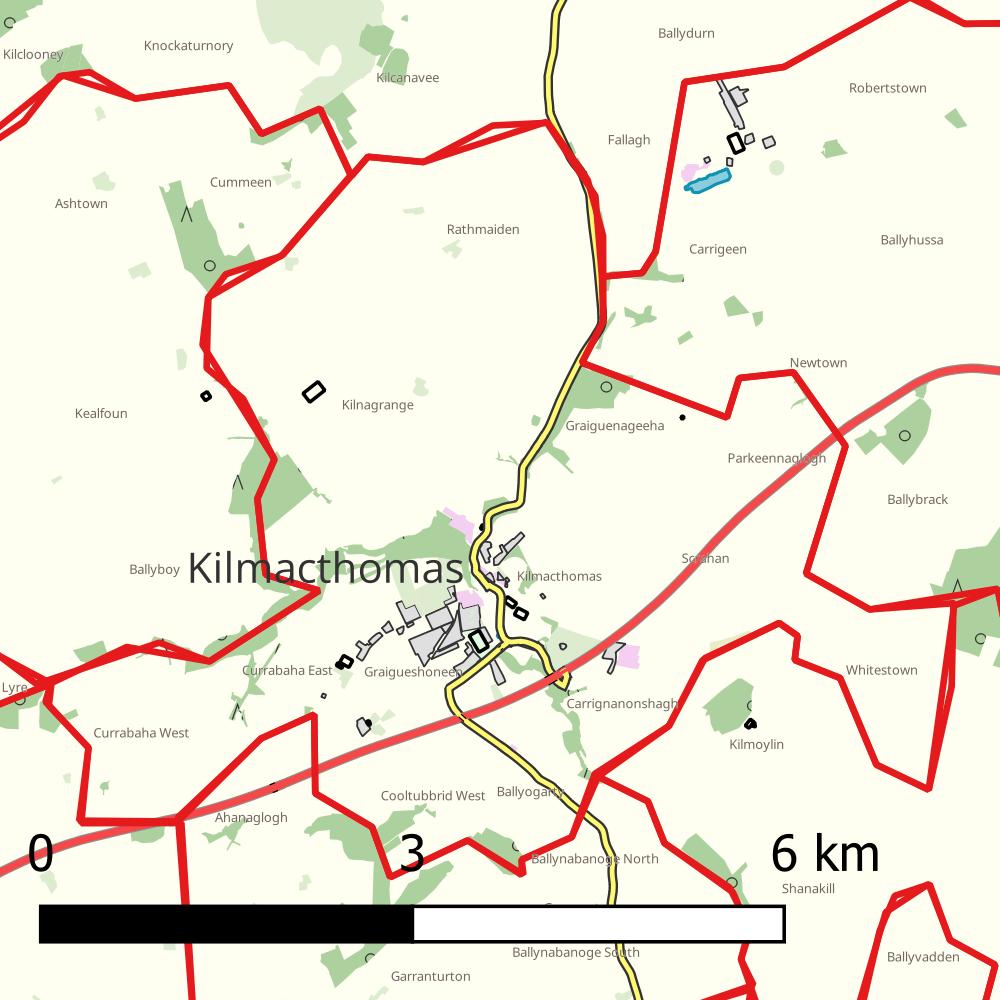 Ballydurn
Knockaturnory
Kilclooney
Kilcanavee
Robertstown
Fallagh
Cummeen
Ashtown
Rathmaiden
Ballyhussa
Carrigeen
Newtown
Kilnagrange
Kealfoun
Graiguenageeha
Parkeennaglogh
Ballybrack
Scrahan
Ballyboy
Kilmacthomas
Kilmacthomas
Currabaha East
Graigueshoneen
Whitestown
Lyre
Carrignanonshagh
Currabaha West
Kilmoylin
Ballyogarty
Cooltubbrid West
Ahanaglogh
0 3 6 km
Ballynabanoge North
Shanakill
Ballynabanoge South
Ballyvadden
Garranturton